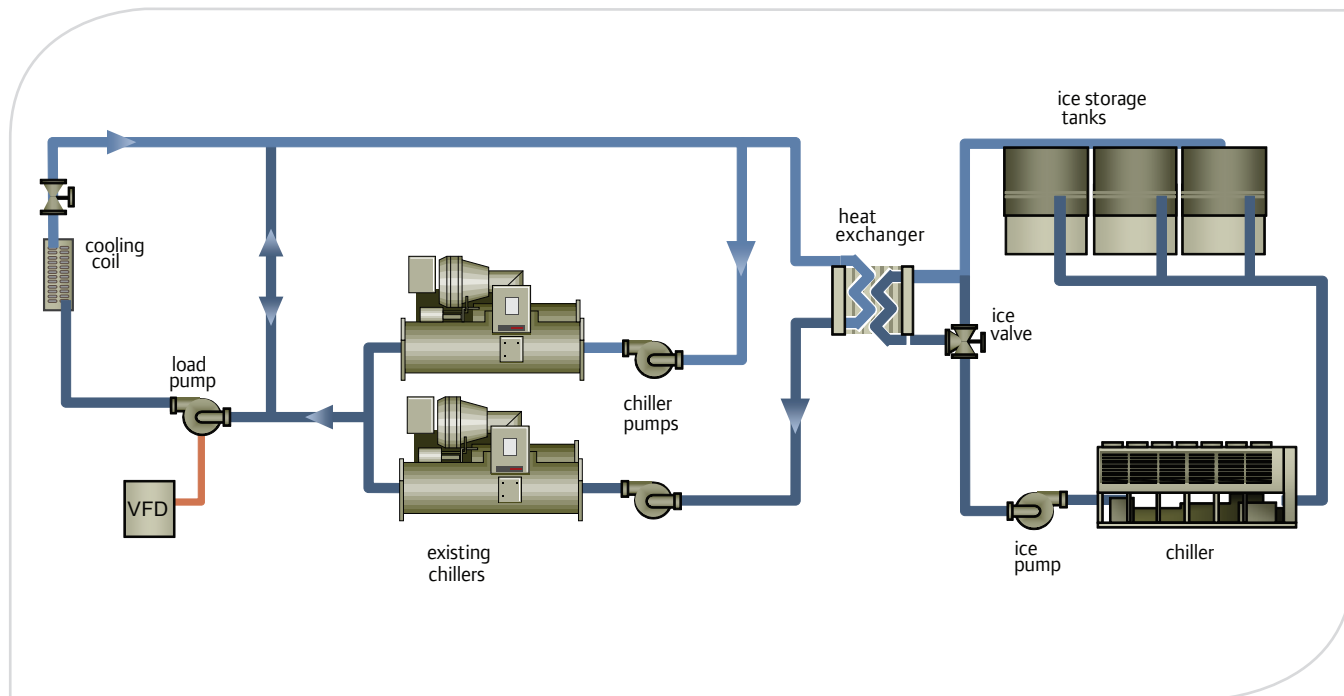 ice storage
tanks
cooling
coil
heat
exchanger
ice
valve
load
pump
chiller
pumps
VFD
existing
chillers
ice
pump
chiller